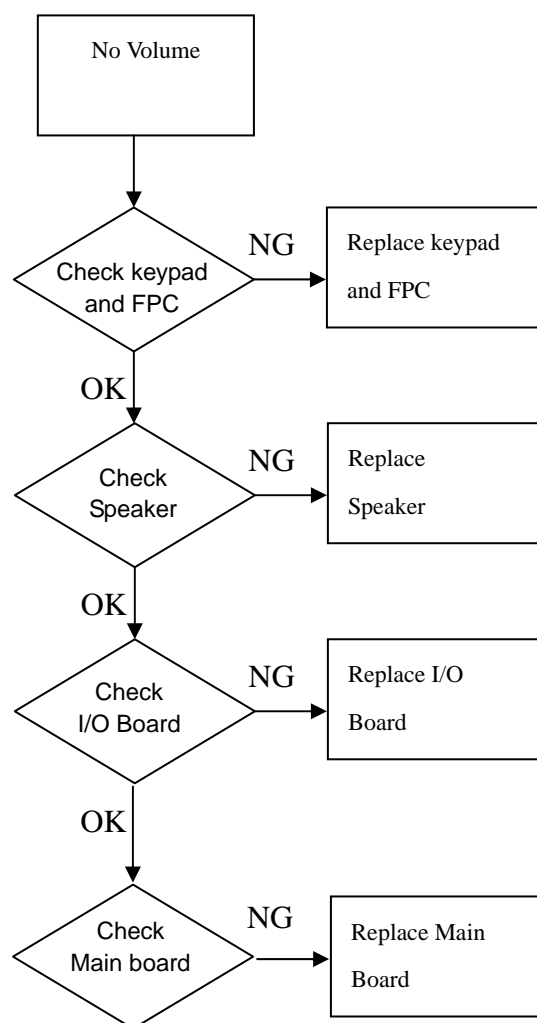 No Volume
Check keypad
and FPC
NG
Replace keypad
and FPC
OK
Check
Speaker
NG
Replace
Speaker
OK
Check
I/O Board
NG
Replace I/O
Board
OK
Check
Main board
NG
Replace Main
Board